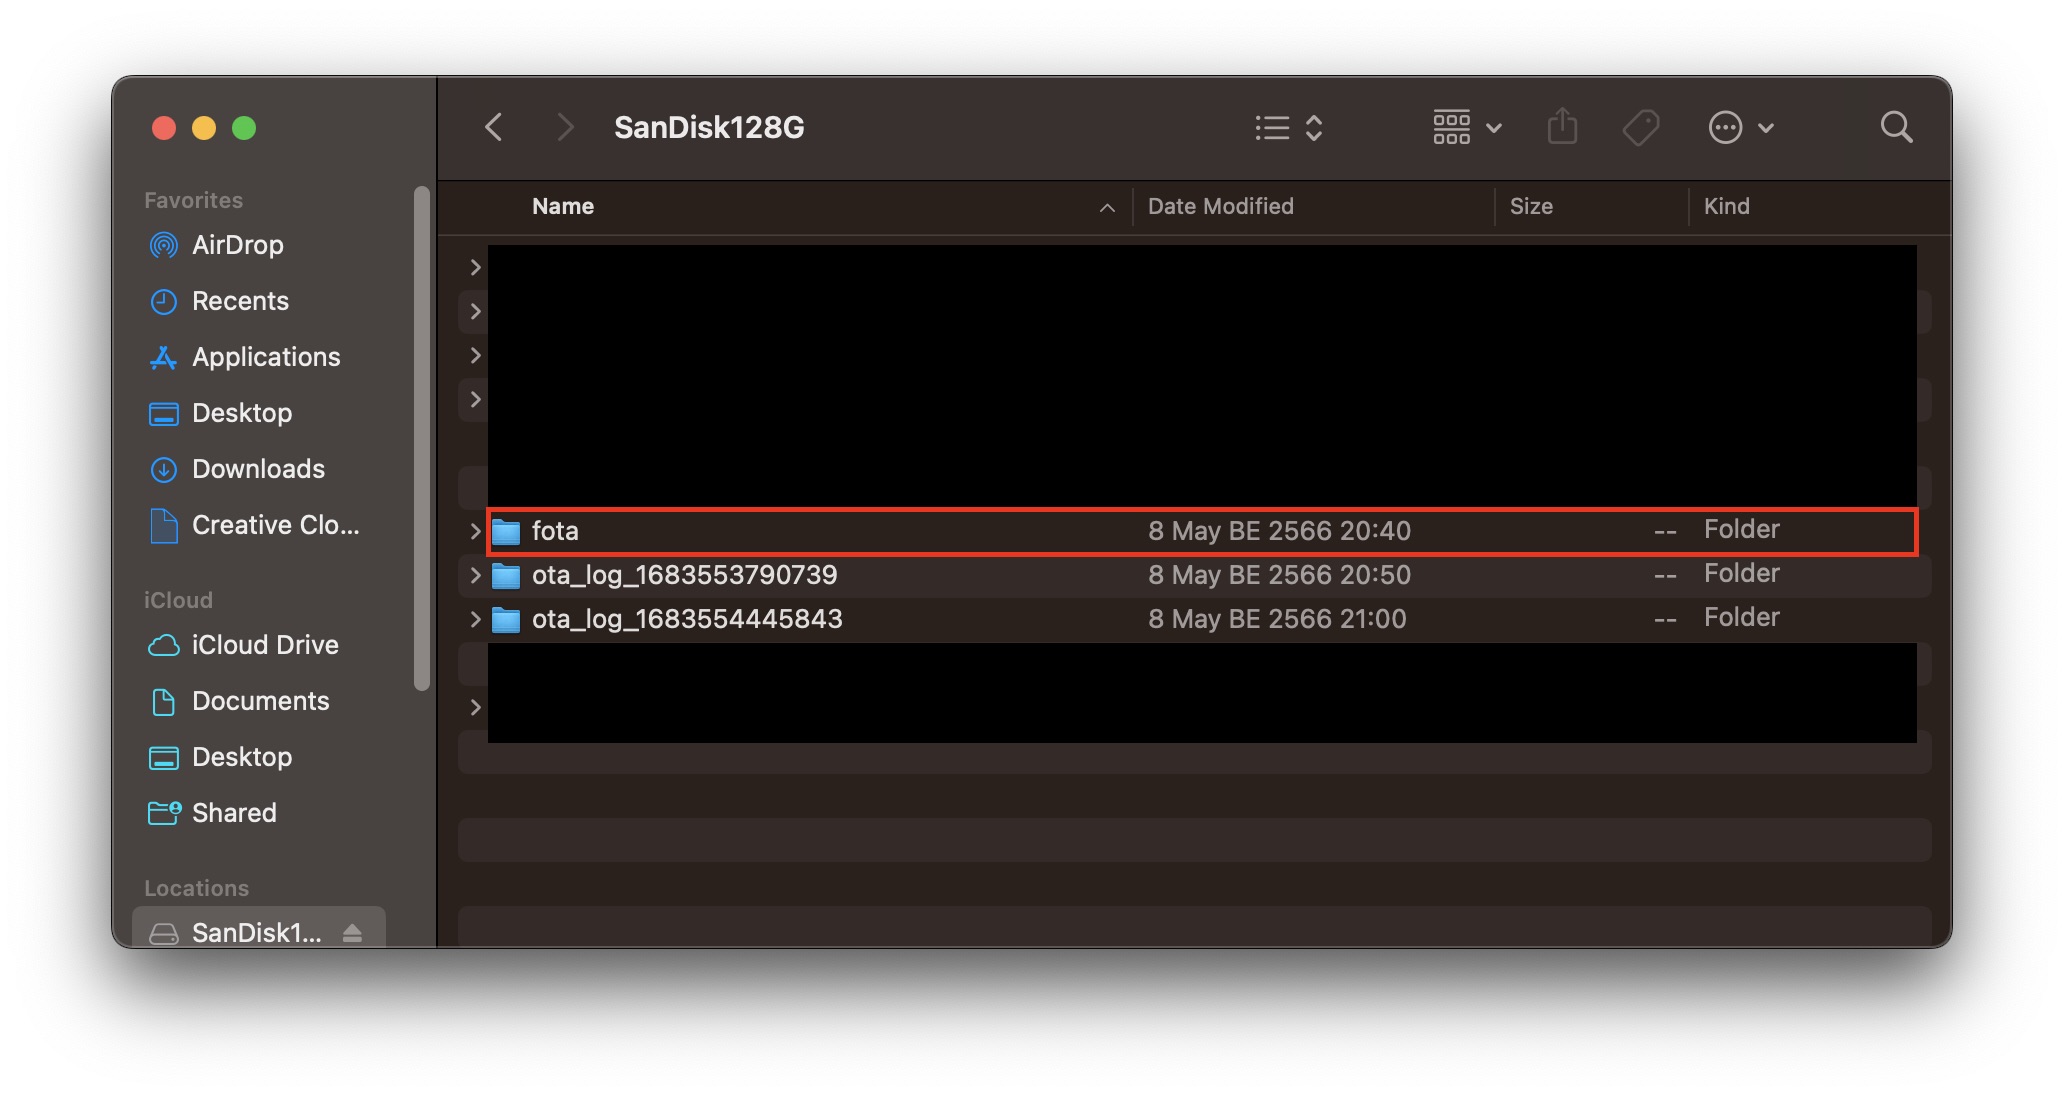 SanDisk128G
Favorites
AirDrop
Recents
Applications
Desktop
Downloads
Creative Clo...
iCloud
iCloud Drive
Documents
Desktop
Shared
Locations
SanDisk1...
Name Date Modified Size Kind
fota 8 May BE 2566 20:40 -- Folder
ota_log_1683553790739 8 May BE 2566 20:50 -- Folder
ota_log_1683554445843 8 May BE 2566 21:00 -- Folder